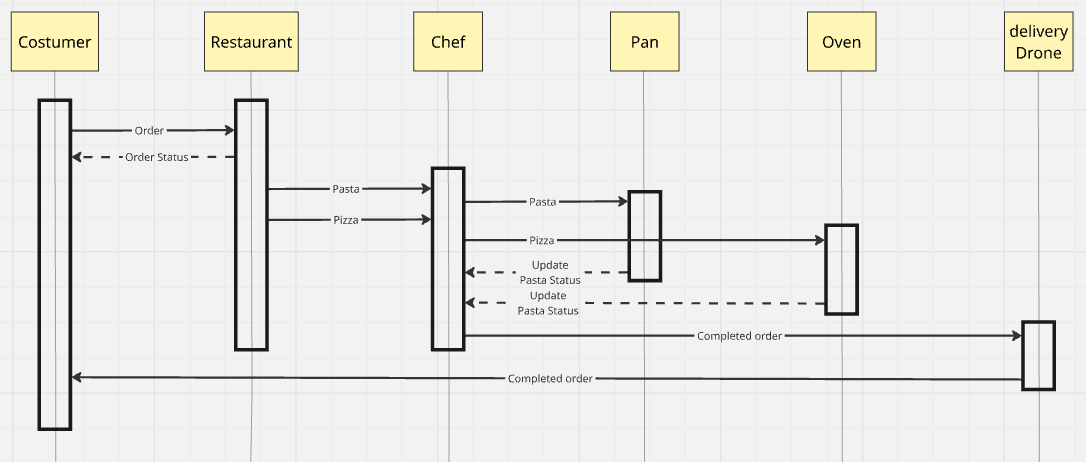 Costumer
Restaurant
Chef
Pan
Oven
delivery
Drone
Order
Order Status
Pasta
Pasta
Pizza
Pizza
Update
Pasta Status
Update
Pasta Status
Completed order
Completed order